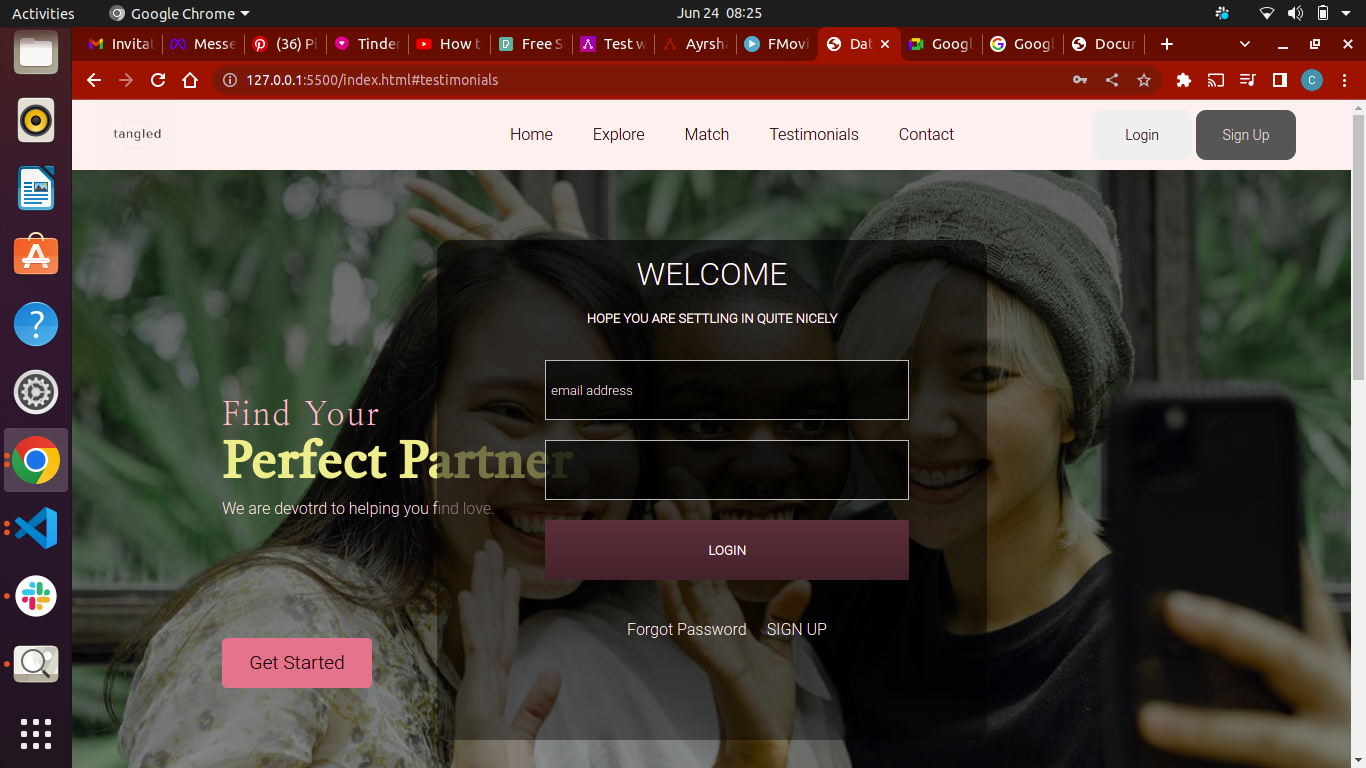 Activities
Google Chrome
Jun 24 08:25
Invitat
Messe
(36) Pi
Tinder
How t
Free S
Test w
Ayrsh
FMovi
Dat
Googl
Googl
Docur
127.0.0.1:5500/index.html#testimonials
C
tangled
Home
Explore
Match
Testimonials
Contact
Login
Sign Up
WELCOME
HOPE YOU ARE SETTLING IN QUITE NICELY
email address
Find Your
Perfect Partner
We are devotrd to helping you find love.
LOGIN
Forgot Password
SIGN UP
Get Started